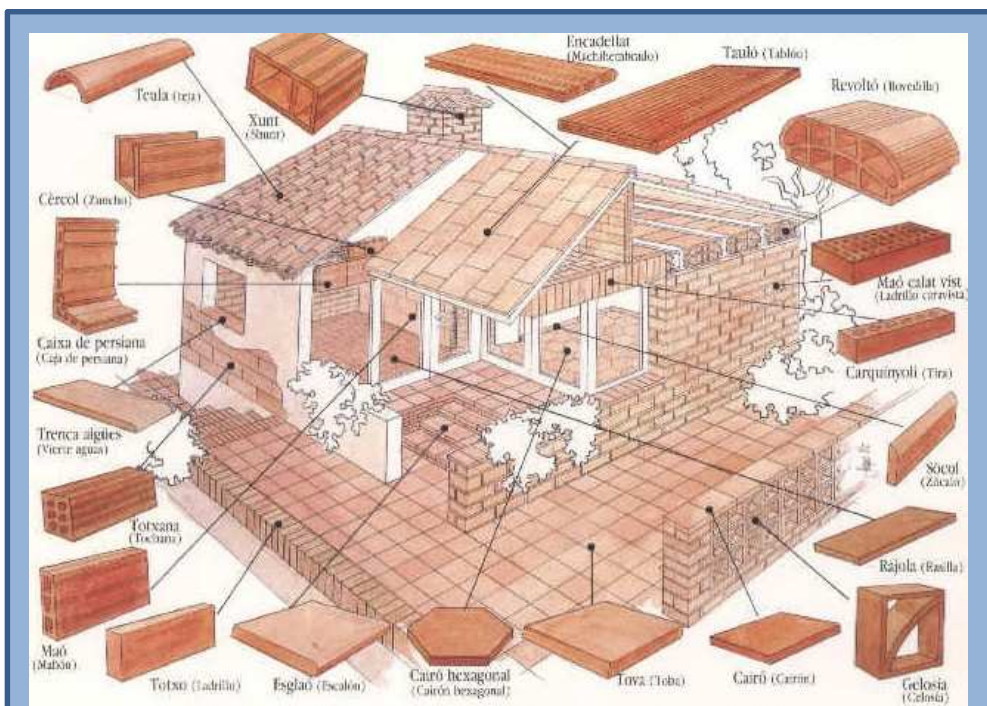 Encadellat
(Machihembrado)
Tauló (Tablón)
Teula (teja)
Xunt
(Shunt)
Revoltó (Bovedilla)
Cèrcol (Zuncho)
Maó calat vist
(Ladrillo caravista)
Caixa de persiana
(Caja de persiana)
Carquinyoli (Tira)
Trenca aigües
(Vierte aguas)
Sòcol
(Zócalo)
Totxana
(Tochana)
Rajola (Rasilla)
Maó
(Mahón)
Totxo (Ladrillo)
Esglaó (Escalón)
Cairó hexagonal
(Cairón hexagonal)
Tova (Toba)
Cairó (Cairón)
Gelosia
(Celosía)